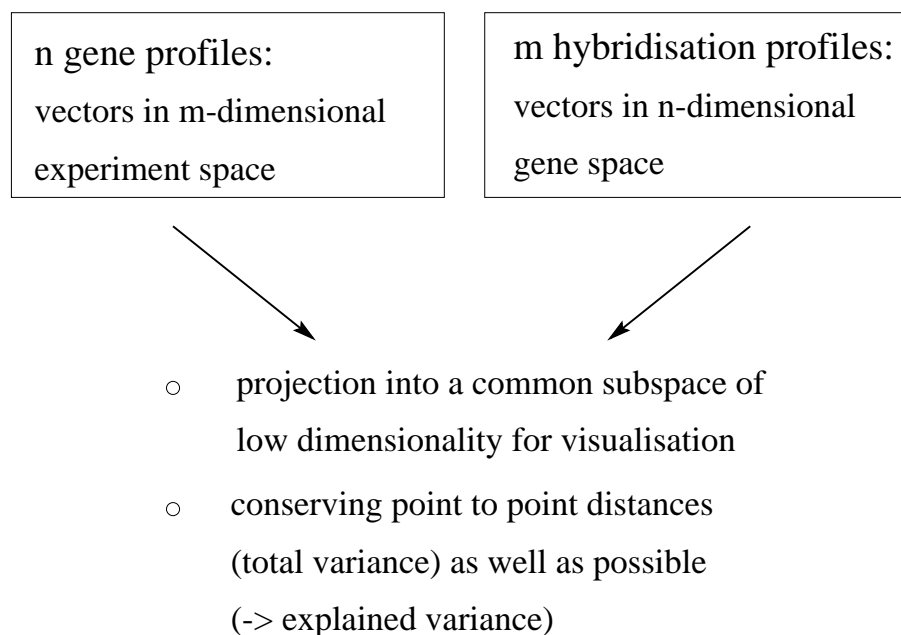 n gene profiles:
vectors in m-dimensional
experiment space
m hybridisation profiles:
vectors in n-dimensional
gene space
projection into a common subspace of
low dimensionality for visualisation
conserving point to point distances
(total variance) as well as possible
(-> explained variance)